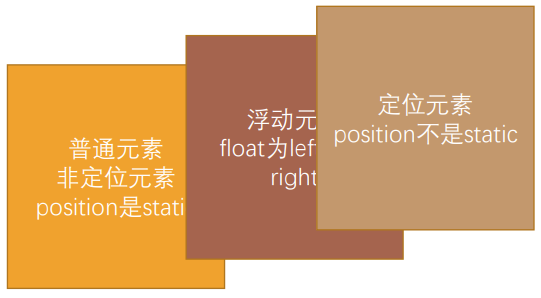 普通元素
非定位元素
position是stati
浮动元
float为lef
right
定位元素
position不是static